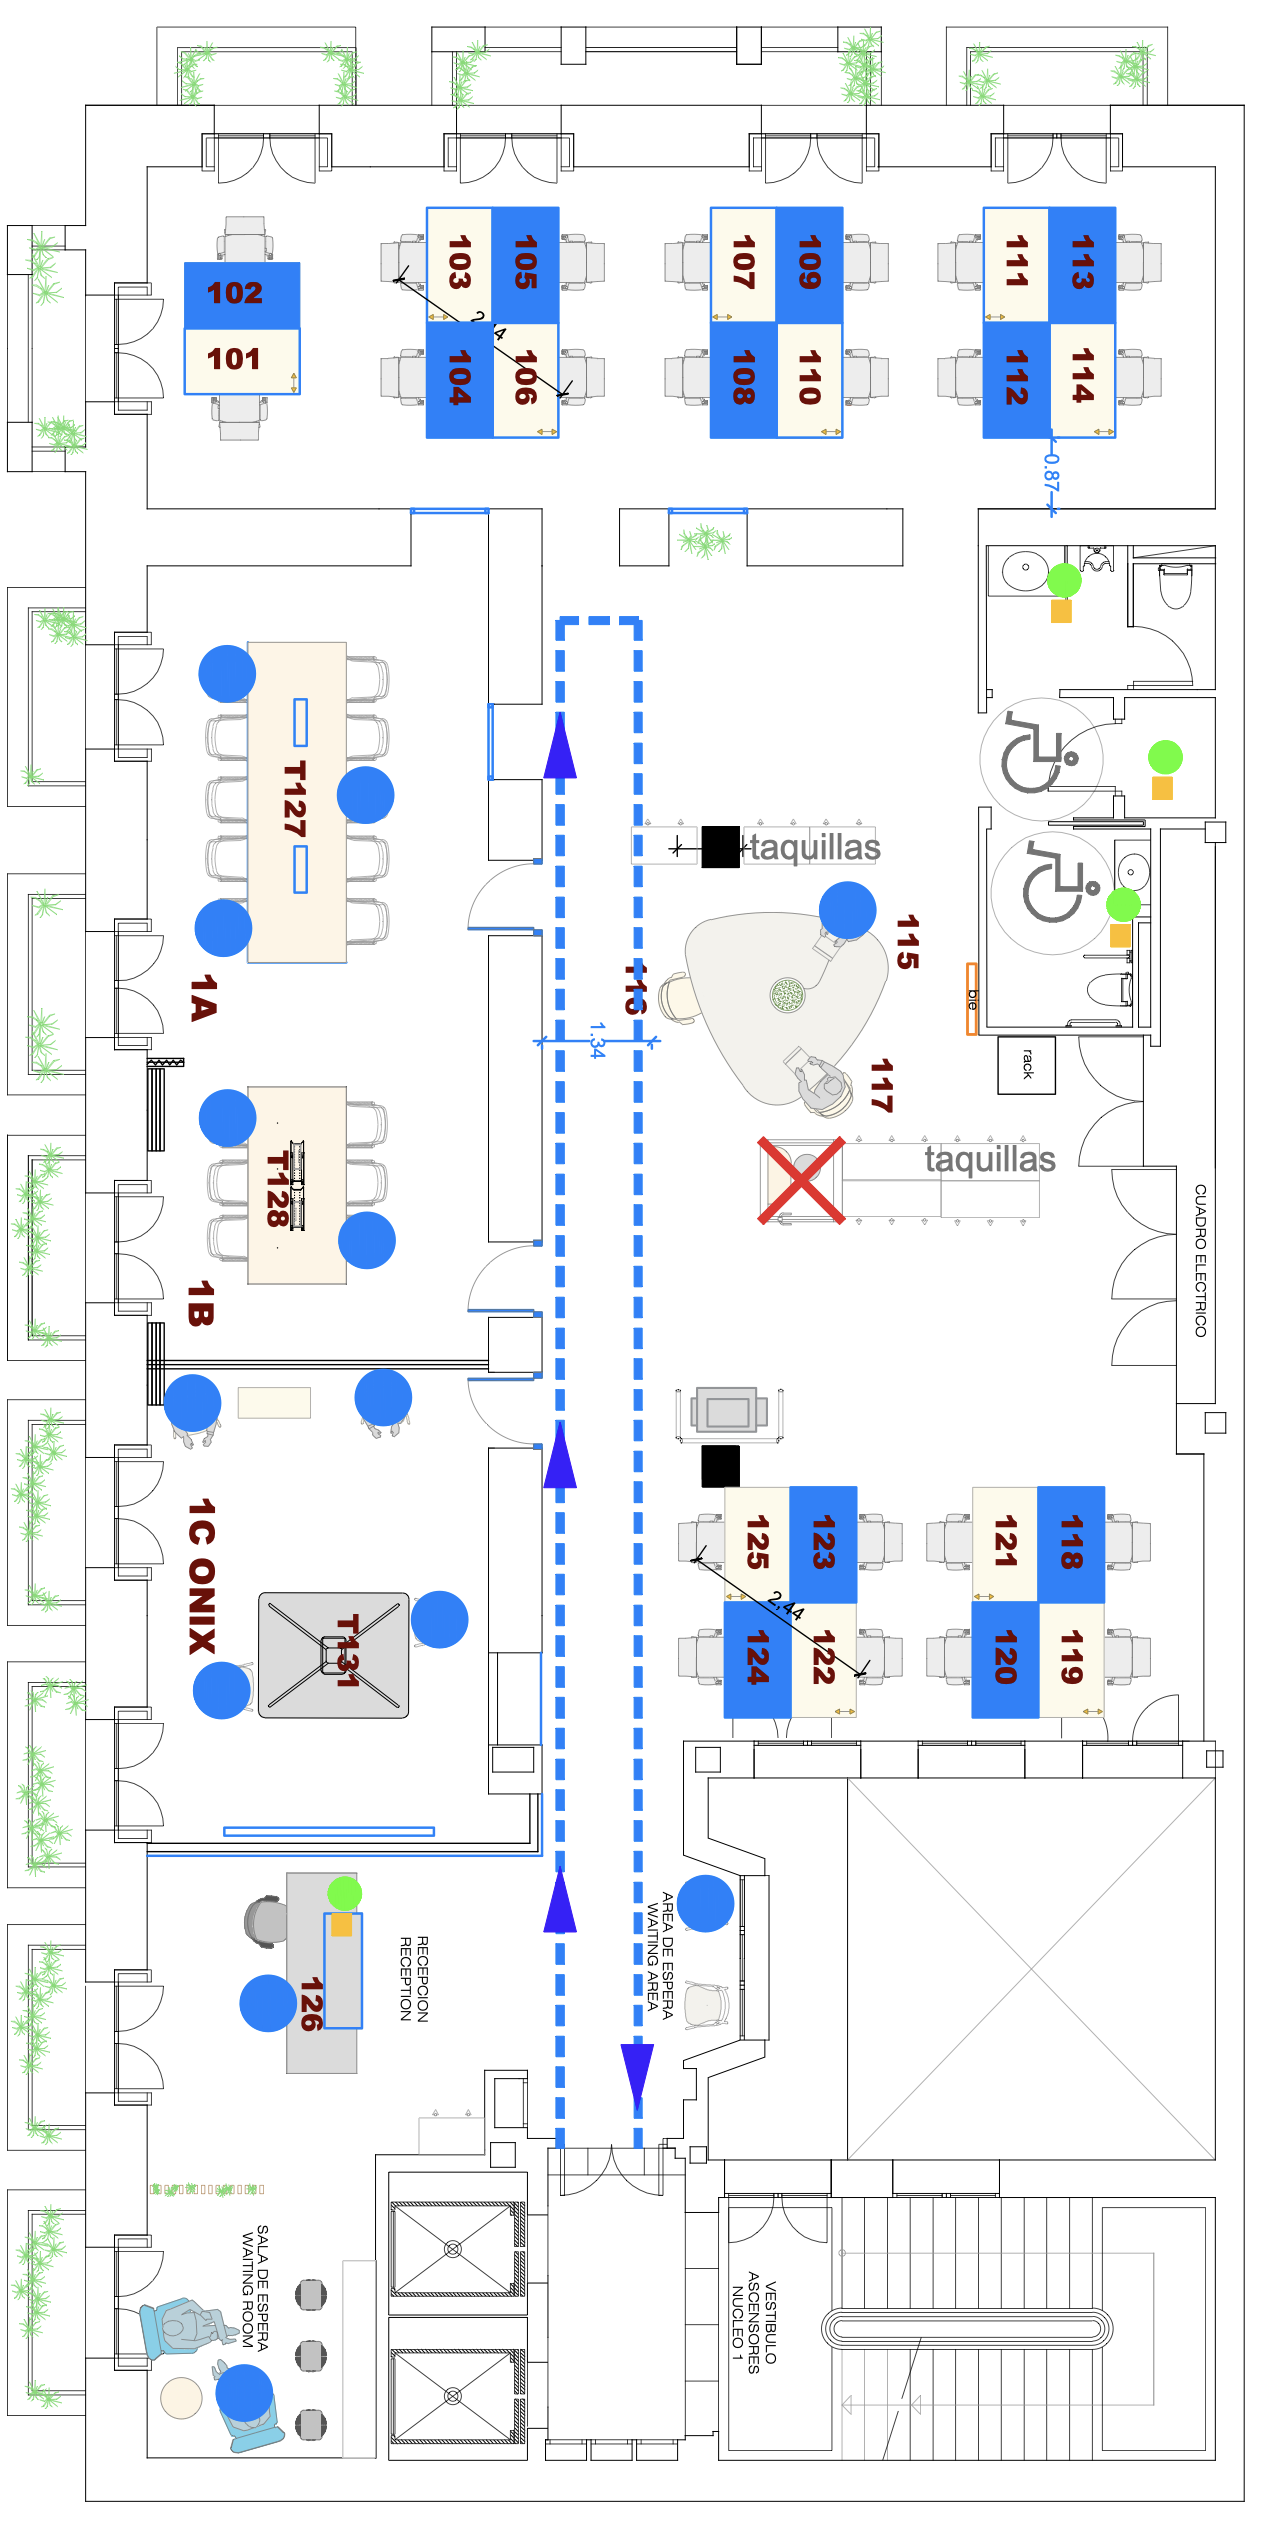 103
105
107
109
111
113
102
101
2,44
104
106
108
110
112
114
0.87
T127
taquillas
115
116
1A
bie
1.34
rack
117
T128
taquillas
CUADRO ELECTRICO
1B
1C ONIX
125
123
121
118
2,44
T131
124
122
120
119
126
RECEPCION
RECEPTION
AREA DE ESPERA
WAITING AREA
SALA DE ESPERA
WAITING ROOM
VESTIBULO
ASCENSORES
NUCLEO 1